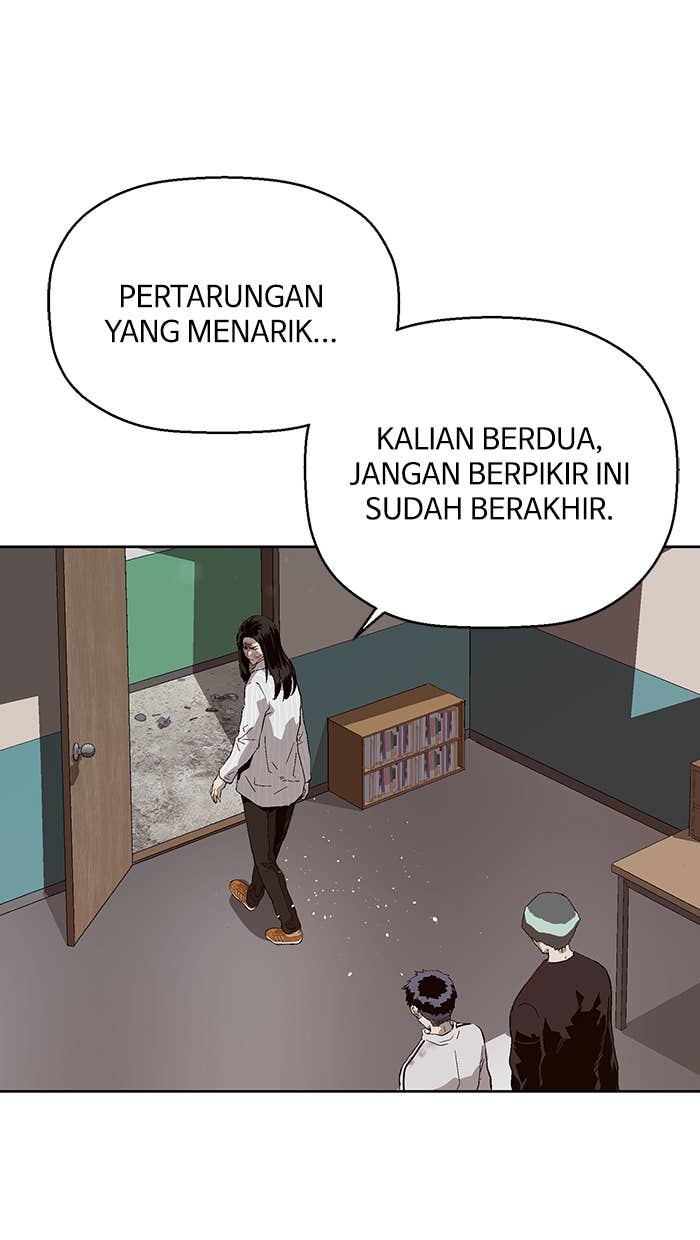 PERTARUNGAN
YANG MENARIK...
KALIAN BERDUA,
JANGAN BERPIKIR INI
SUDAH BERAKHIR.